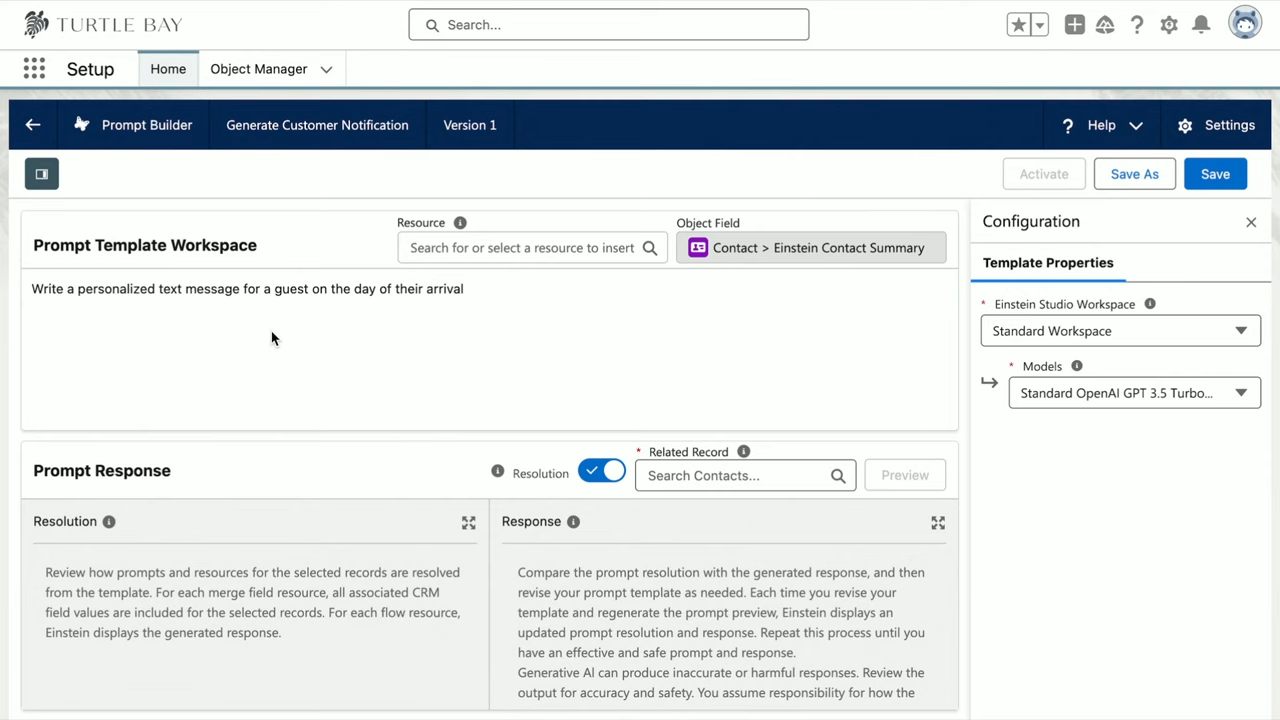 TURTLE BAY
Search...
Setup
Home
Object Manager
Prompt Builder
Generate Customer Notification
Version 1
Help
Settings
Activate
Save As
Save
Prompt Template Workspace
Resource
Search for or select a resource to insert
Object Field
Contact > Einstein Contact Summary
Write a personalized text message for a guest on the day of their arrival
Configuration
Template Properties
* Einstein Studio Workspace
Standard Workspace
* Models
Standard OpenAI GPT 3.5 Turbo...
Prompt Response
Resolution
* Related Record
Search Contacts...
Preview
Resolution
Review how prompts and resources for the selected records are resolved
from the template. For each merge field resource, all associated CRM
field values are included for the selected records. For each flow resource,
Einstein displays the generated response.
Response
Compare the prompt resolution with the generated response, and then
revise your prompt template as needed. Each time you revise your
template and regenerate the prompt preview, Einstein displays an
updated prompt resolution and response. Repeat this process until you
have an effective and safe prompt and response.
Generative AI can produce inaccurate or harmful responses. Review the
output for accuracy and safety. You assume responsibility for how the